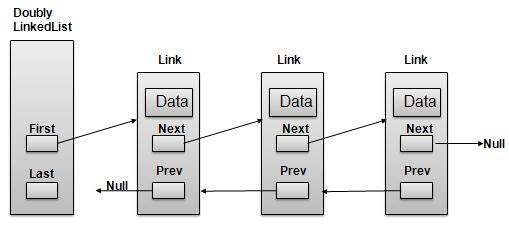 Doubly
LinkedList
Link Link Link
Data Data Data
First Next Next Next
Null
Last Null Prev Prev Prev